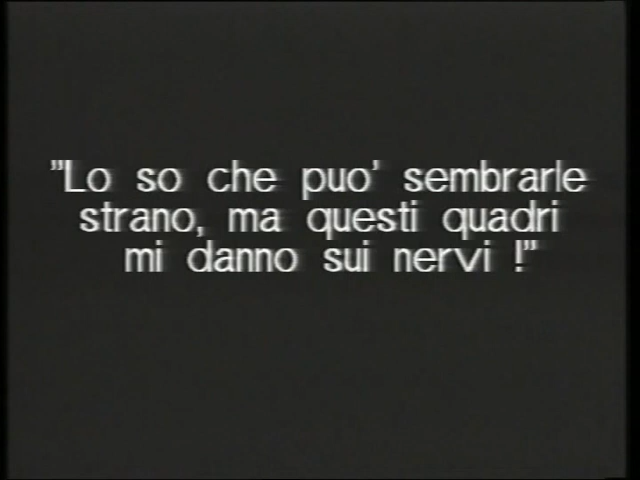 "Lo so che puo' sembrarle
strano, ma questi quadri
mi danno sui nervi !"